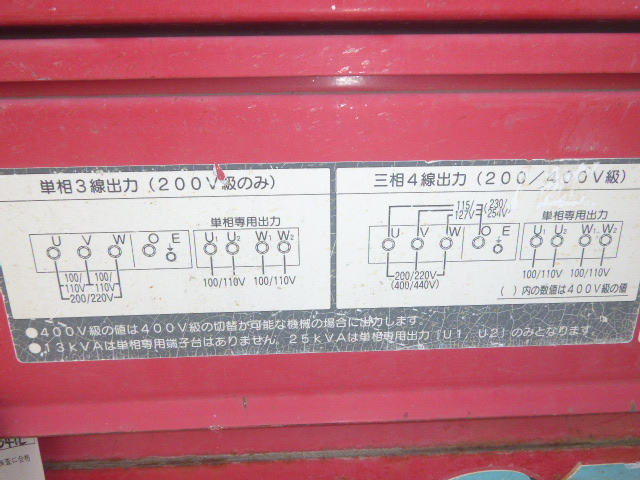 単相3線出力(200V級のみ)
単相専用出力
U V W O E U₁ U₂ W₁ W₂
100/110V 100/110V
200/220V
100/110V 100/110V
三相4線出力(200/400V級)
115/127V (230/254V)
単相専用出力
U V W O E U₁ U₂ W₁ W₂
200/220V
(400/440V)
100/110V 100/110V
( )内の数値は400V級の値
●400V級の値は400V級の切替が可能な機械の場合に出力します。
●13KVAは単相専用端子台はありません。25KVAは単相専用出力「U1 U2」のみとなります。